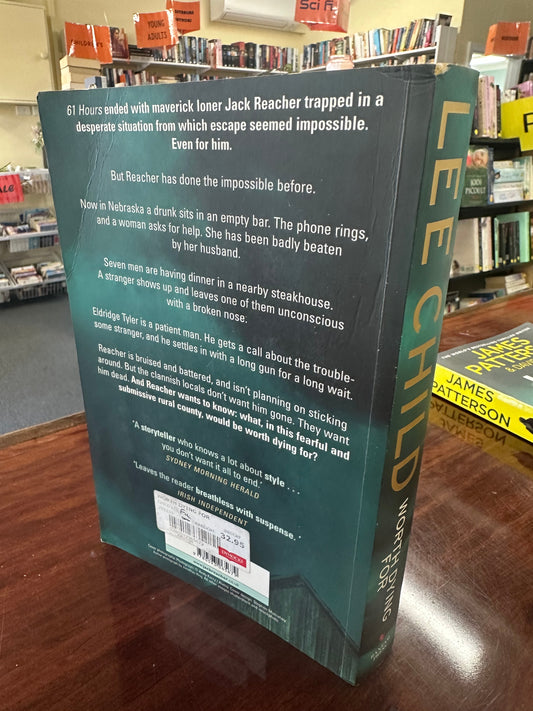 CHILDREN'S
YOUNG
ADULTS
Sci Fi
61 Hours ended with maverick loner Jack Reacher trapped in a
desperate situation from which escape seemed impossible.
Even for him.
But Reacher has done the impossible before.
Now in Nebraska a drunk sits in an empty bar. The phone rings,
and a woman asks for help. She has been badly beaten
by her husband.
Seven men are having dinner in a nearby steakhouse.
A stranger shows up and leaves one of them unconscious
with a broken nose.
Eldridge Tyler is a patient man. He gets a call about the trouble-
some stranger, and he settles in with a long gun for a long wait.
Reacher is bruised and battered, and isn't planning on sticking
around. But the clannish locals don't want him gone. They want
him dead. And Reacher wants to know: what, in this fearful and
submissive rural county, would be worth dying for?
'A storyteller who knows a lot about style . . .
you don't want it all to end.'
SYDNEY MORNING HERALD
'Leaves the reader breathless with suspense.'
IRISH INDEPENDENT
WORTH DYING FOR
32.95
LEE CHILD
WORTH DYING
FOR
JODI
PICOULT
JAMES
PATTERSON
JAMES
PATTERSON